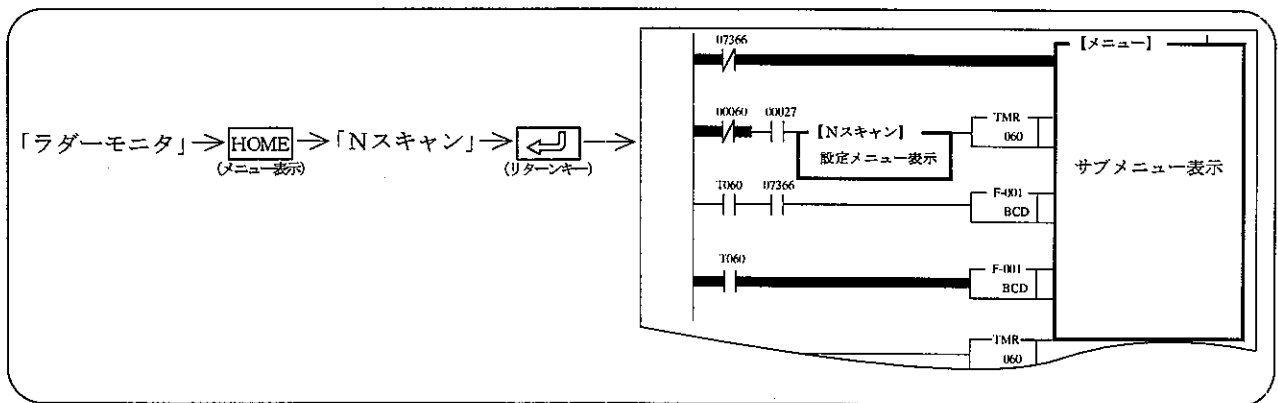 「ラダーモニタ」→HOME→「Nスキャン」→
(メニュー表示)
(リターンキー)
07366
【メニュー】
サブメニュー表示
00060 00027
【Nスキャン】
設定メニュー表示
TMR
060
T060 07366
F-001
BCD
T060
F-001
BCD
TMR
060